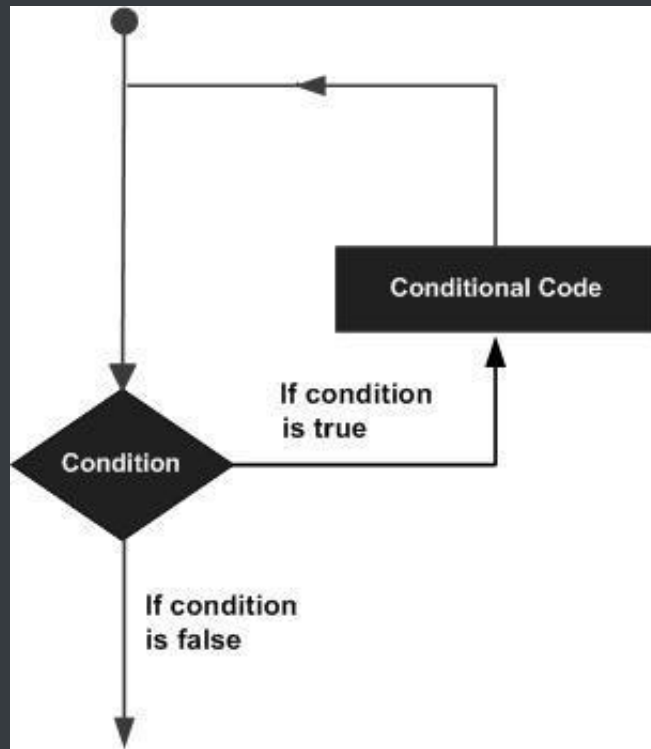 Conditional Code
If condition
is true
Condition
If condition
is false